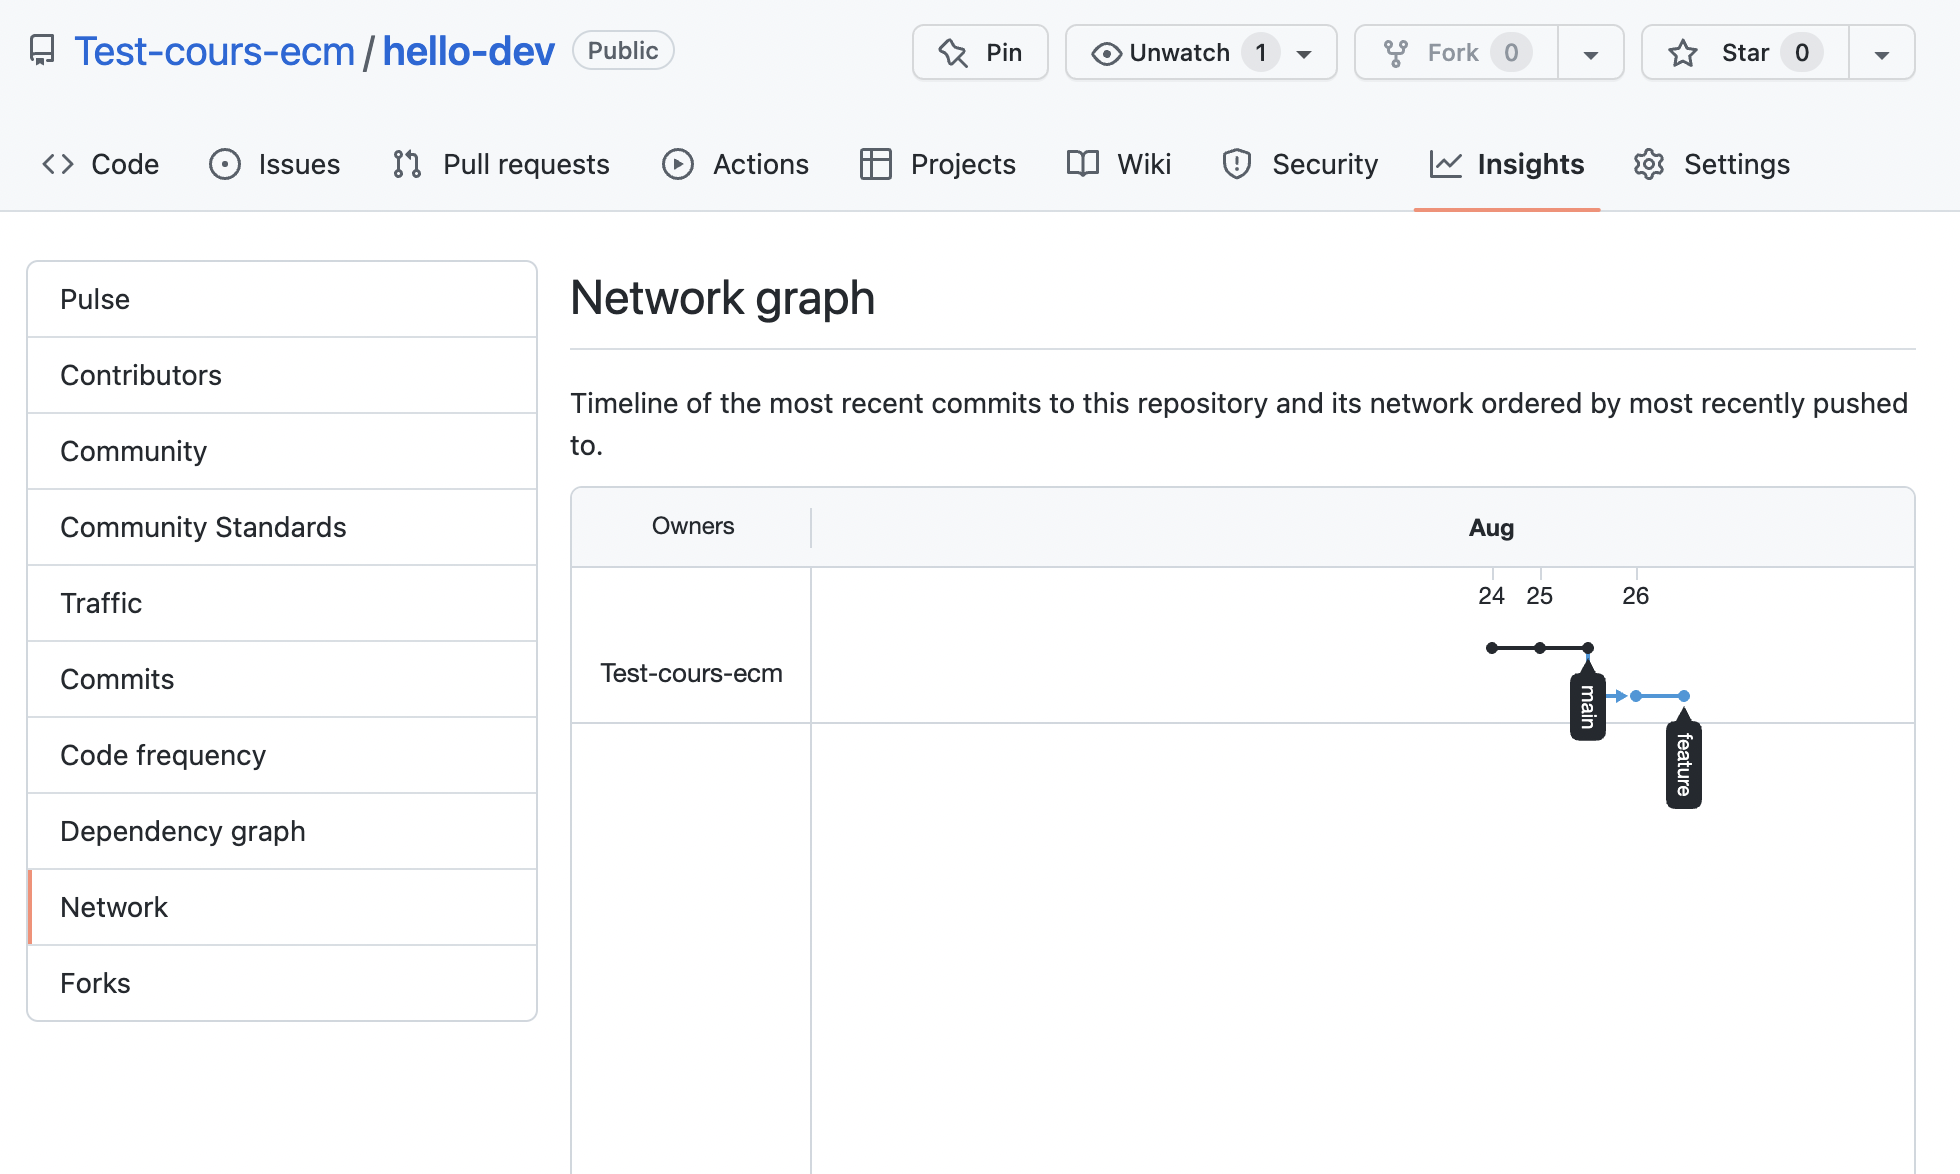 Test-cours-ecm / hello-dev Public Pin Unwatch 1 Fork 0 Star 0
Code Issues Pull requests Actions Projects Wiki Security Insights Settings
Pulse
Contributors
Community
Community Standards
Traffic
Commits
Code frequency
Dependency graph
Network
Forks
Network graph
Timeline of the most recent commits to this repository and its network ordered by most recently pushed
to.
Owners Aug
24 25 26
Test-cours-ecm
main
feature